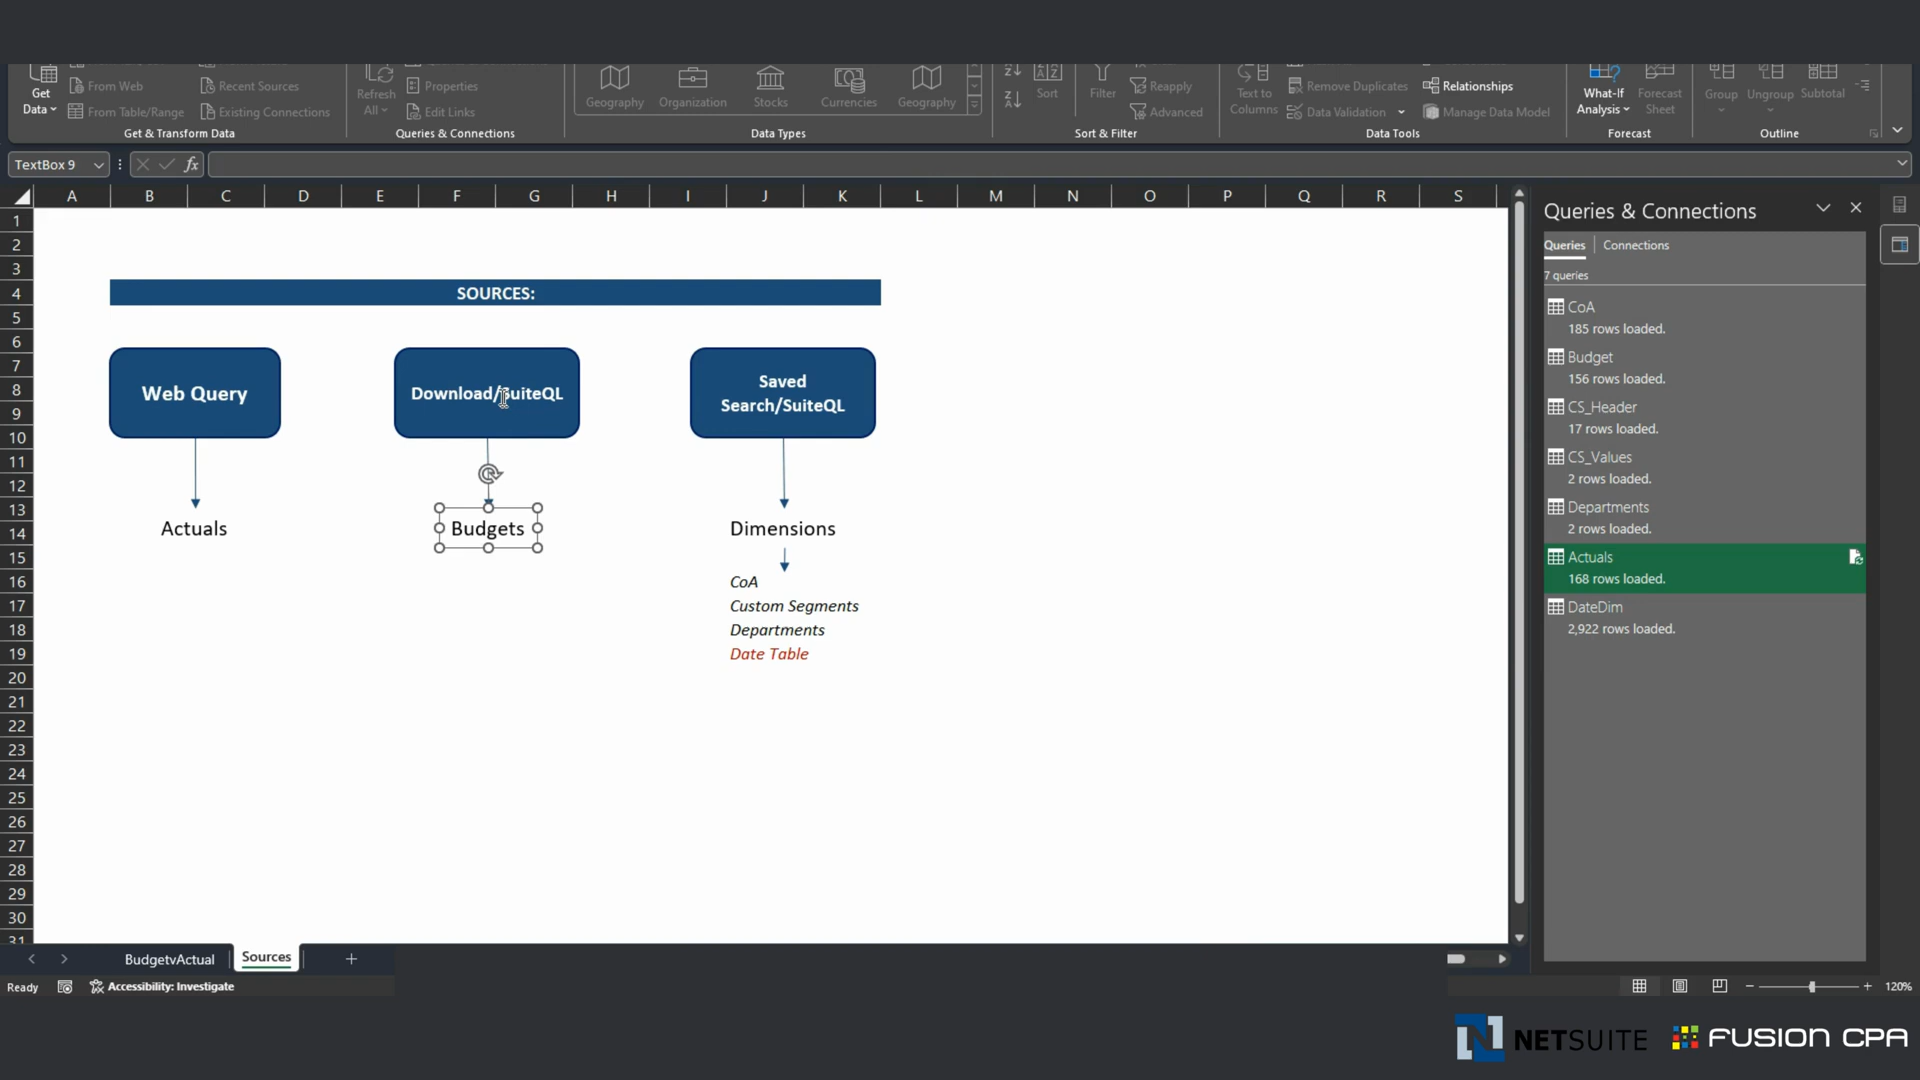 Get
Data
From Web
From Table/Range
Recent Sources
Existing Connections
Get & Transform Data
Refresh
All
Properties
Edit Links
Queries & Connections
Geography
Organization
Stocks
Currencies
Geography
Data Types
Sort
Filter
Reapply
Advanced
Sort & Filter
Text to
Columns
Remove Duplicates
Data Validation
Relationships
Manage Data Model
Data Tools
What-If
Analysis
Forecast
Sheet
Forecast
Group
Ungroup
Subtotal
Outline
TextBox 9
fx
A B C D E F G H I J K L M N O P Q R S
1
2
3
4
5
6
7
8
9
10
11
12
13
14
15
16
17
18
19
20
21
22
23
24
25
26
27
28
29
30
31
SOURCES:
Web Query
Download/SuiteQL
Saved
Search/SuiteQL
Actuals
Budgets
Dimensions
CoA
Custom Segments
Departments
Date Table
Queries & Connections
Queries
Connections
7 queries
CoA
185 rows loaded.
Budget
156 rows loaded.
CS_Header
17 rows loaded.
CS_Values
2 rows loaded.
Departments
2 rows loaded.
Actuals
168 rows loaded.
DateDim
2,922 rows loaded.
BudgetvActual
Sources
Ready
Accessibility: Investigate
120%
NETSUITE
FUSION CPA